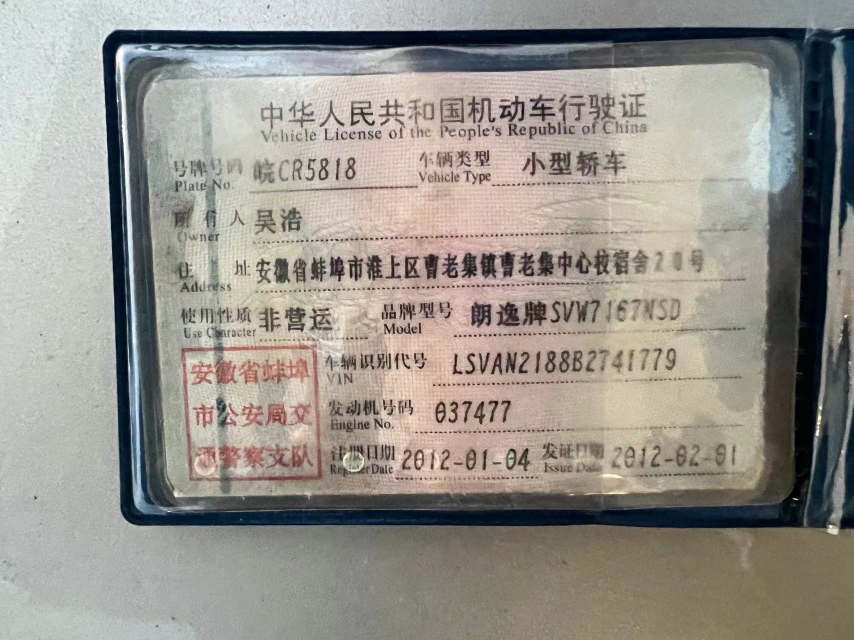 中华人民共和国机动车行驶证
Vehicle License of the People's Republic of China
号牌号码 皖CR5818 车辆类型 小型轿车
Plate No. Vehicle Type
所有人 吴浩
Owner
住址 安徽省蚌埠市淮上区曹老集镇曹老集中心校宿舍28号
Address
使用性质 非营运 品牌型号 朗逸牌SVW7167NSD
Use Character Model
安徽省蚌埠
市公安局交
通警察支队
车辆识别代号 LSVAN2188B2741779
VIN
发动机号码 037477
Engine No.
注册日期 2012-01-04 发证日期 2012-02-01
Register Date Issue Date